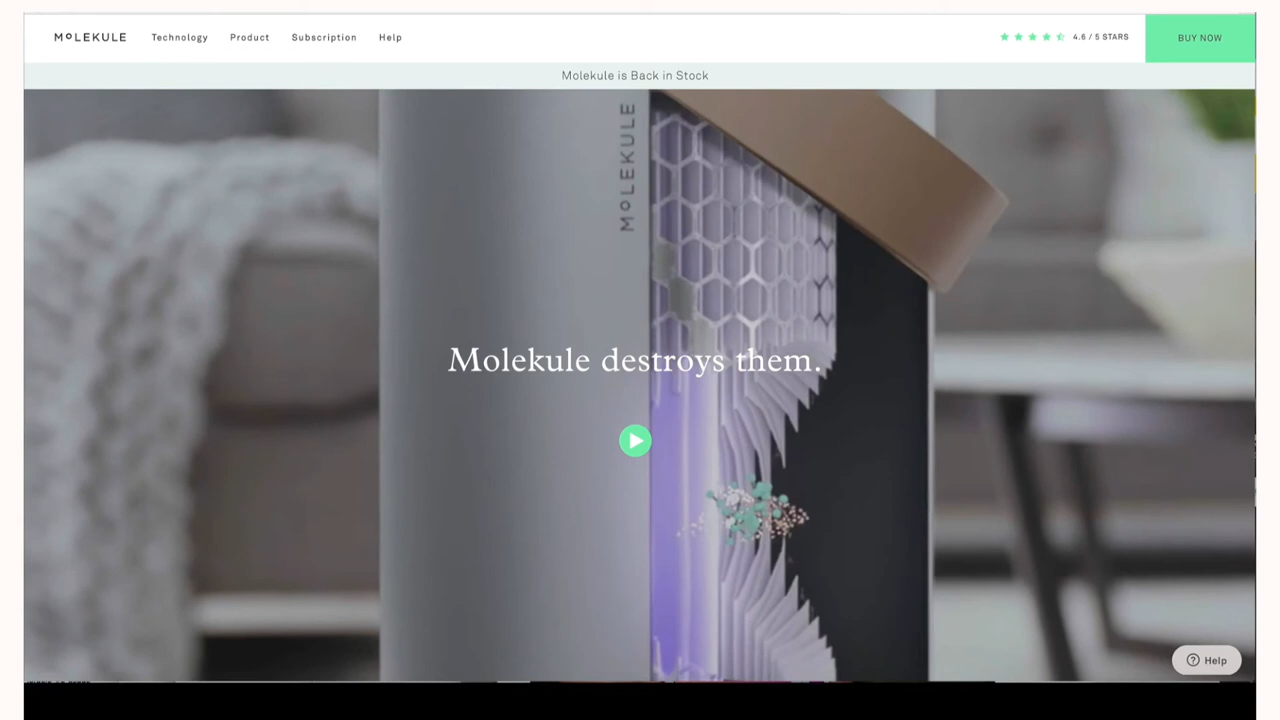 MOLEKULE Technology Product Subscription Help 4.6 / 5 STARS BUY NOW
Molekule is Back in Stock
MOLEKULE
Molekule destroys them.
Help